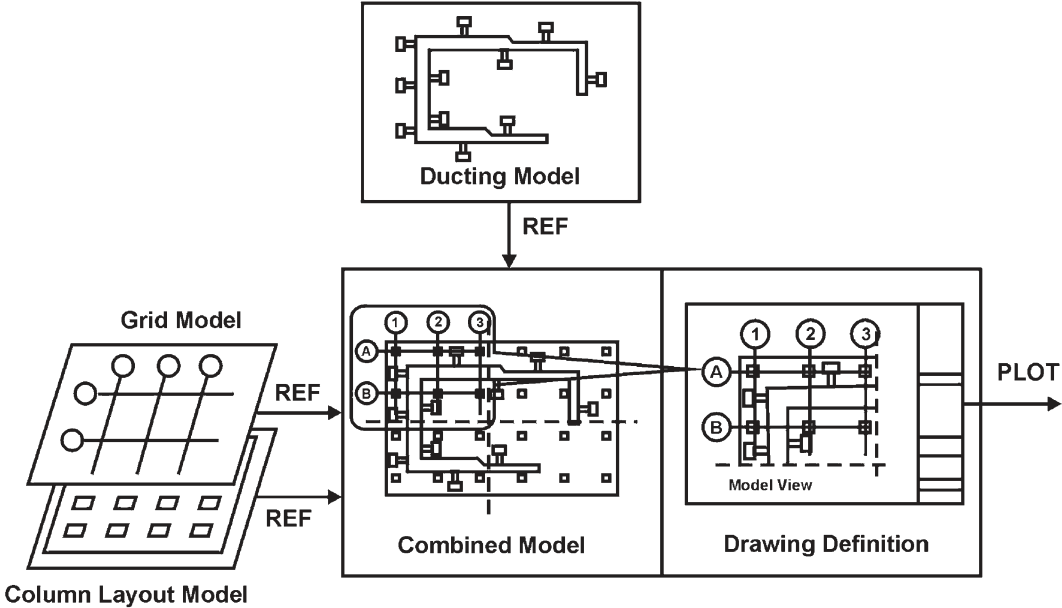 Ducting Model
REF
Grid Model
REF
REF
Column Layout Model
1 2 3
A
B
Combined Model
1 2 3
A
B
Model View
Drawing Definition
PLOT